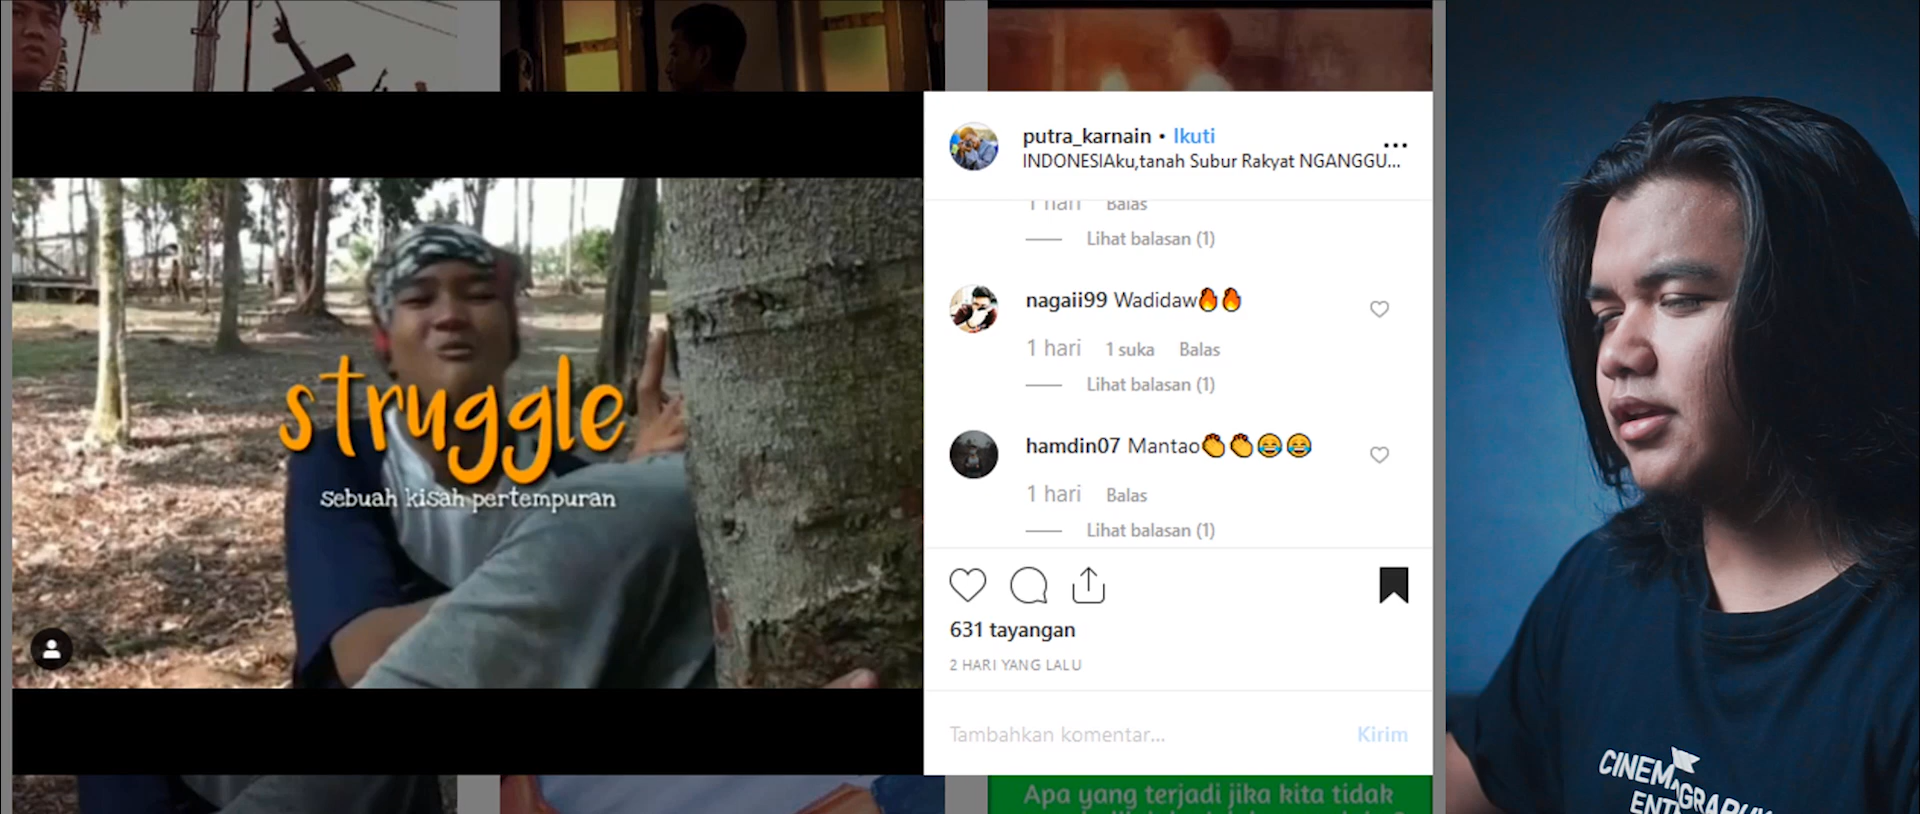 struggle
sebuah kisah pertempuran
putra_karnain • Ikuti
INDONESIAku,tanah Subur Rakyat NGANGGU...
1 hari Balas
Lihat balasan (1)
nagaii99 Wadidaw🔥🔥
1 hari 1 suka Balas
Lihat balasan (1)
hamdin07 Mantao👏👏😂😂
1 hari Balas
Lihat balasan (1)
631 tayangan
2 HARI YANG LALU
Tambahkan komentar... Kirim
Apa yang terjadi jika kita tidak